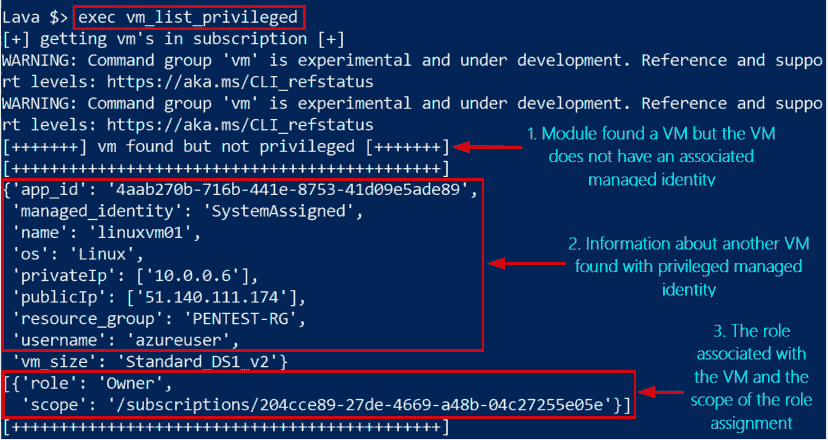 Lava $> exec vm_list_privileged
[+] getting vm's in subscription [+]
WARNING: Command group 'vm' is experimental and under development. Reference and suppo
rt levels: https://aka.ms/CLI_refstatus
WARNING: Command group 'vm' is experimental and under development. Reference and suppo
rt levels: https://aka.ms/CLI_refstatus
[+++++++] vm found but not privileged [+++++++]
[+++++++++++++++++++++++++++++++++++++++++++]
1. Module found a VM but the VM
does not have an associated
managed identity
{'app_id': '4aab270b-716b-441e-8753-41d09e5ade89',
'managed_identity': 'SystemAssigned',
'name': 'linuxvm01',
'os': 'Linux',
'privateIp': ['10.0.0.6'],
'publicIp': ['51.140.111.174'],
'resource_group': 'PENTEST-RG',
'username': 'azureuser',
'vm_size': 'Standard_DS1_v2'}
2. Information about another VM
found with privileged managed
identity
[{'role': 'Owner',
'scope': '/subscriptions/204cce89-27de-4669-a48b-04c27255e05e'}]
[+++++++++++++++++++++++++++++++++++++++++++]
3. The role
associated with
the VM and the
scope of the role
assignment